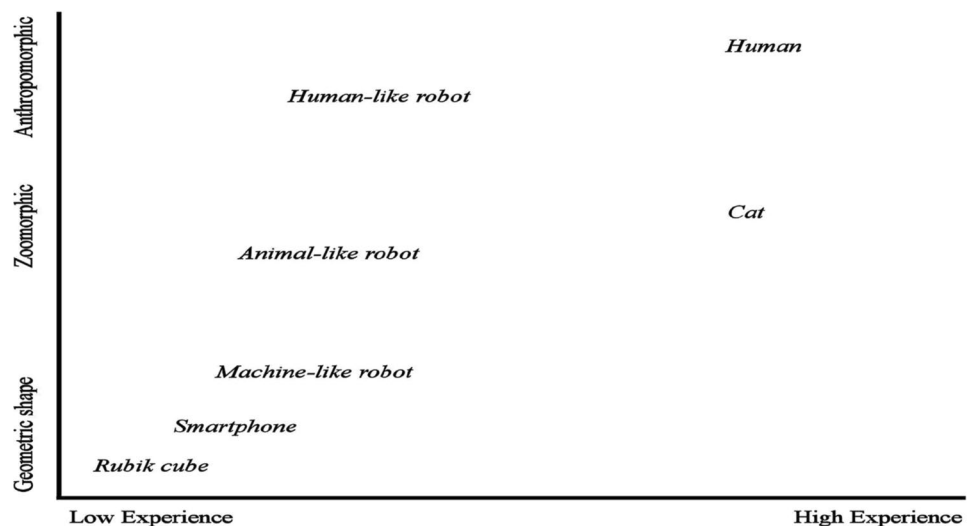 Anthropomorphic
Human
Human-like robot
Zoomorphic
Cat
Animal-like robot
Machine-like robot
Geometric shape
Smartphone
Rubik cube
Low Experience
High Experience